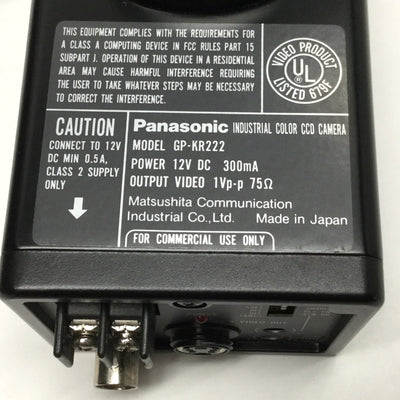 THIS EQUIPMENT COMPLIES WITH THE REQUIREMENTS FOR
A CLASS A COMPUTING DEVICE IN FCC RULES PART 15
SUBPART J. OPERATION OF THIS DEVICE IN A RESIDENTIAL
AREA MAY CAUSE HARMFUL INTERFERENCE REQUIRING
THE USER TO TAKE WHATEVER STEPS MAY BE NECESSARY
TO CORRECT THE INTERFERENCE.
VIDEO PRODUCT
UL
LISTED 679E
CAUTION
CONNECT TO 12V
DC MIN 0.5A,
CLASS 2 SUPPLY
ONLY
Panasonic INDUSTRIAL COLOR CCD CAMERA
MODEL GP-KR222
POWER 12V DC 300mA
OUTPUT VIDEO 1Vp-p 75Ω
Matsushita Communication
Industrial Co., Ltd. Made in Japan
FOR COMMERCIAL USE ONLY
VIDEO OUT